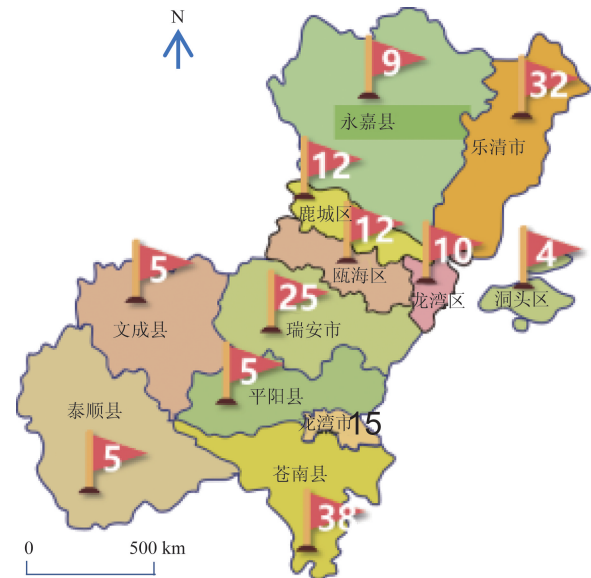 N
9
32
永嘉县
乐清市
12
鹿城区
12
10
4
瓯海区
龙湾区
洞头区
5
25
文成县
瑞安市
5
平阳县
泰顺县
龙湾市15
5
苍南县
38
0 500 km